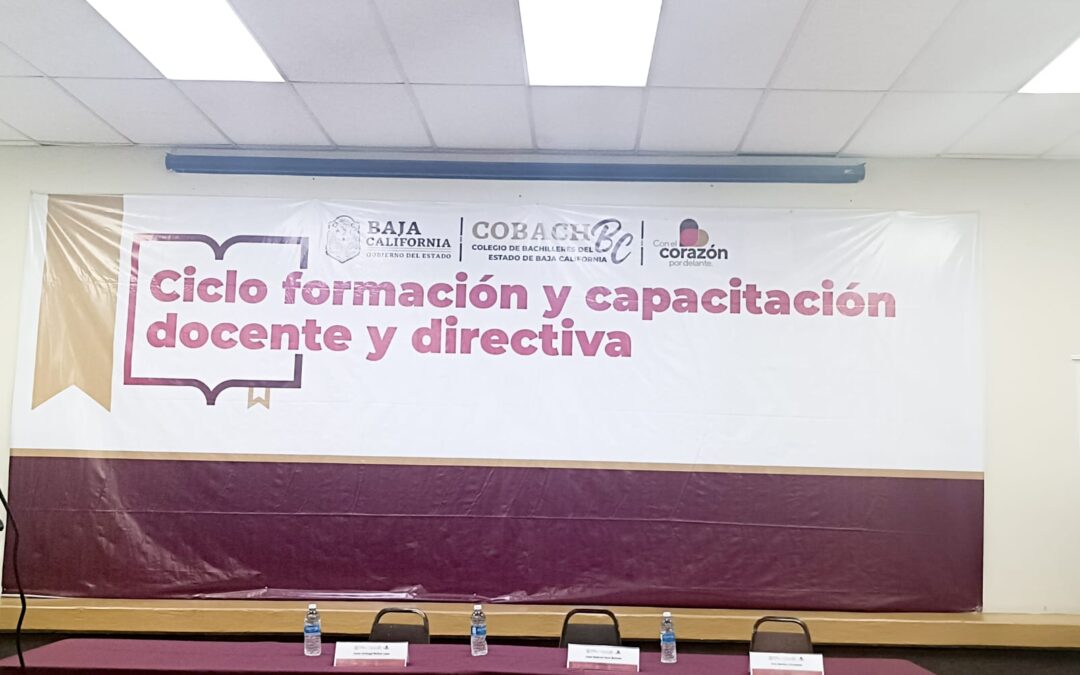 BAJA
CALIFORNIA
GOBIERNO DEL ESTADO
COBACH BC
COLEGIO DE BACHILLERES DEL
ESTADO DE BAJA CALIFORNIA
Con el
corazón
por delante.
Ciclo formación y capacitación
docente y directiva